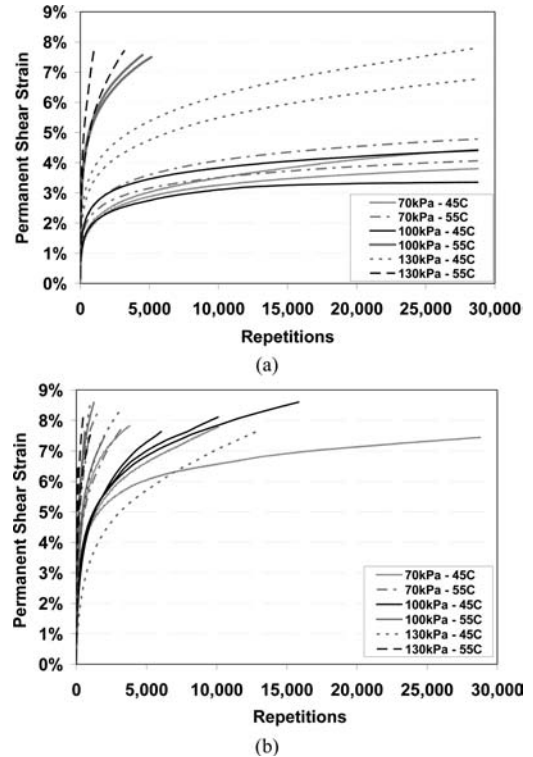 9%
8%
7%
6%
5%
4%
3%
2%
1%
0%
Permanent Shear Strain
70kPa - 45C
70kPa - 55C
100kPa - 45C
100kPa - 55C
130kPa - 45C
130kPa - 55C
0 5,000 10,000 15,000 20,000 25,000 30,000
Repetitions
(a)
9%
8%
7%
6%
5%
4%
3%
2%
1%
0%
Permanent Shear Strain
70kPa - 45C
70kPa - 55C
100kPa - 45C
100kPa - 55C
130kPa - 45C
130kPa - 55C
0 5,000 10,000 15,000 20,000 25,000 30,000
Repetitions
(b)